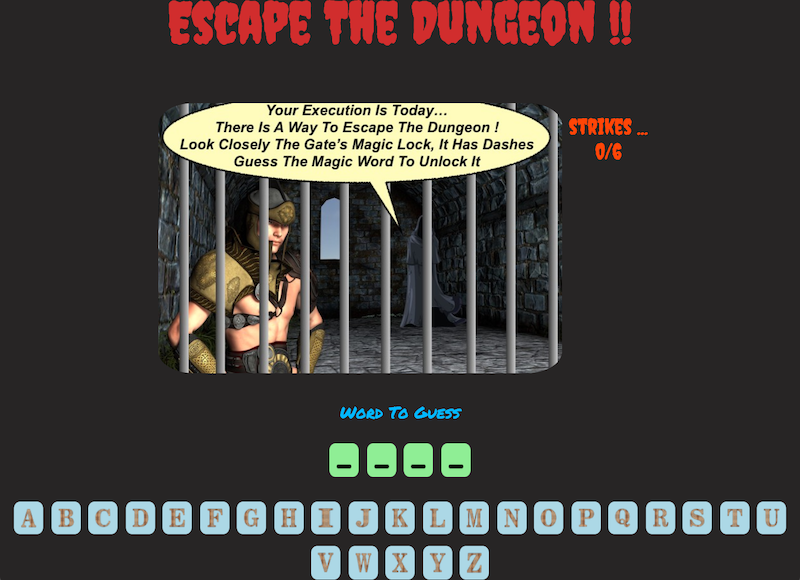 ESCAPE THE DUNGEON !!
Your Execution Is Today...
There Is A Way To Escape The Dungeon !
Look Closely The Gate's Magic Lock, It Has Dashes
Guess The Magic Word To Unlock It
STRIKES ...
0/6
Word To Guess
_ _ _ _
A B C D E F G H I J K L M N O P Q R S T U
V W X Y Z